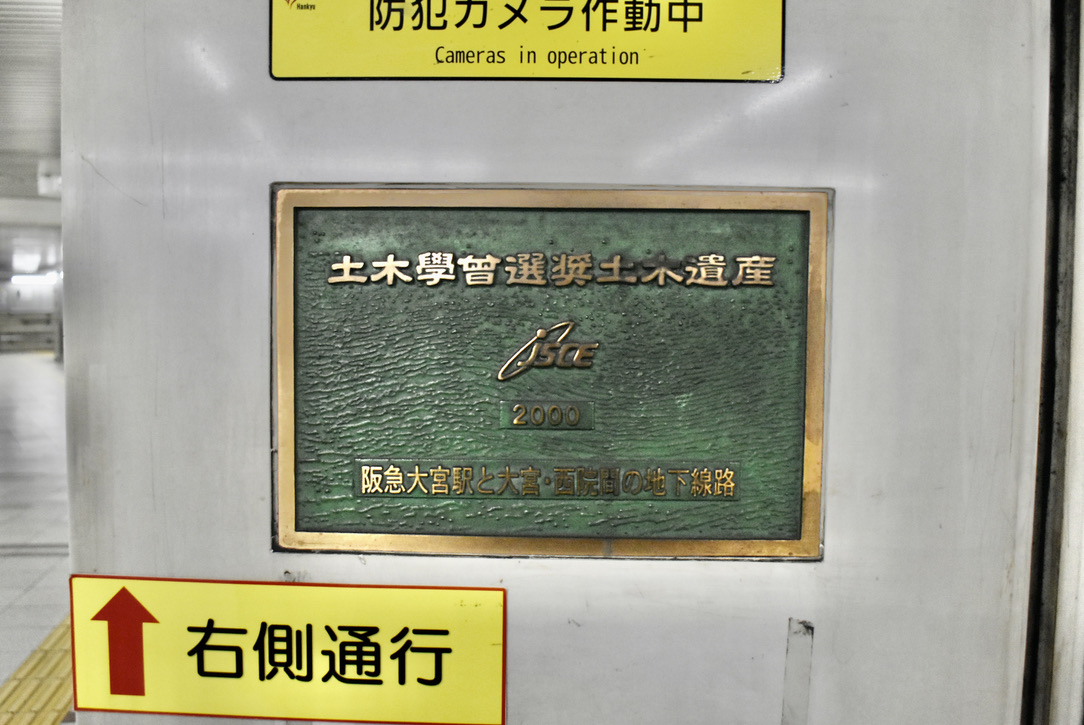 Hankyu
防犯カメラ作動中
Cameras in operation
土木學會選奨土木遺産
JSCE
2000
阪急大宮駅と大宮・西院間の地下線路
右側通行